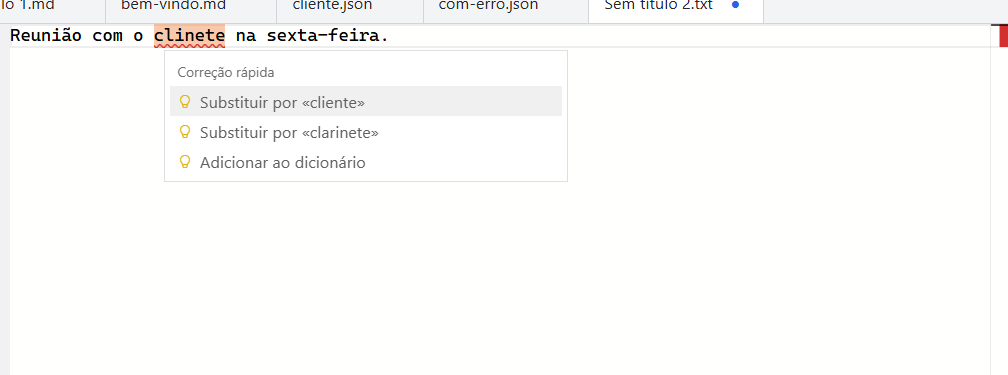 lo 1.md bem-vindo.md cliente.json com-erro.json Sem título 2.txt
Reunião com o clinete na sexta-feira.
Correção rápida
Substituir por «cliente»
Substituir por «clarinete»
Adicionar ao dicionário